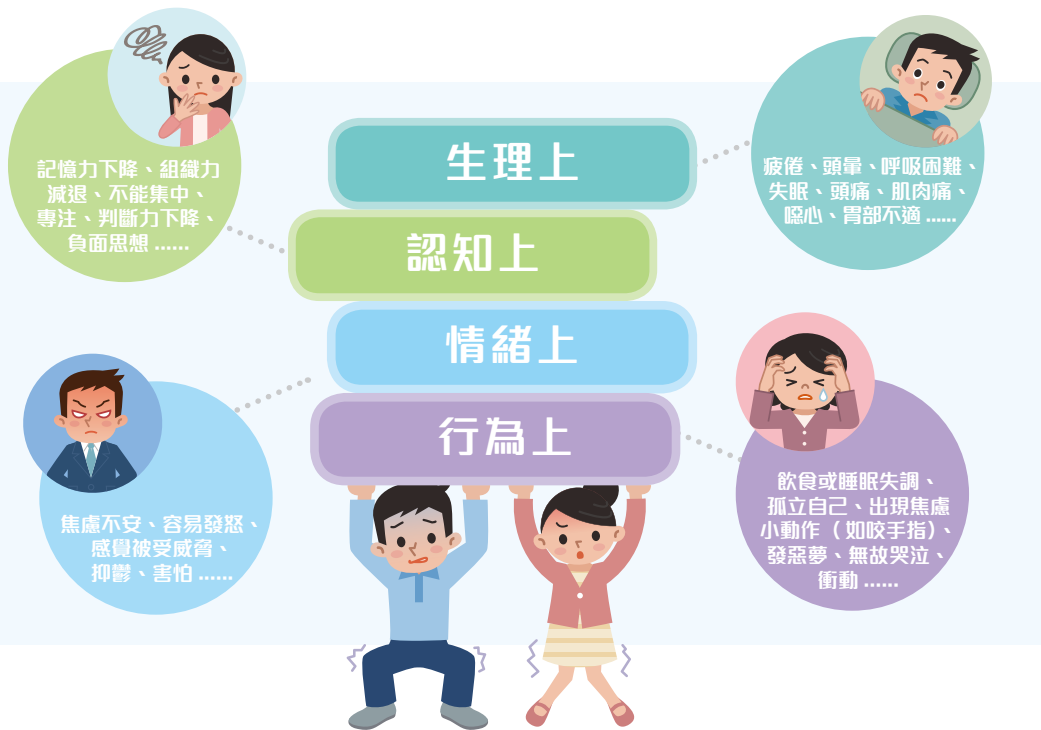 記憶力下降、組織力
減退、不能集中、
專注、判斷力下降、
負面思想 ......
生理上
疲倦、頭暈、呼吸困難、
失眠、頭痛、肌肉痛、
噁心、胃部不適 ......
認知上
情緒上
行為上
焦慮不安、容易發怒、
感覺被受威脅、
抑鬱、害怕 ......
飲食或睡眠失調、
孤立自己、出現焦慮
小動作（如咬手指）、
發惡夢、無故哭泣、
衝動 ......